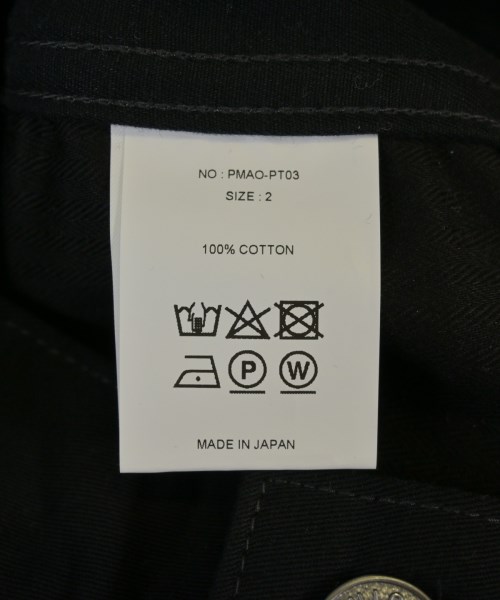 NO : PMAO-PT03
SIZE : 2
100% COTTON
P W
MADE IN JAPAN